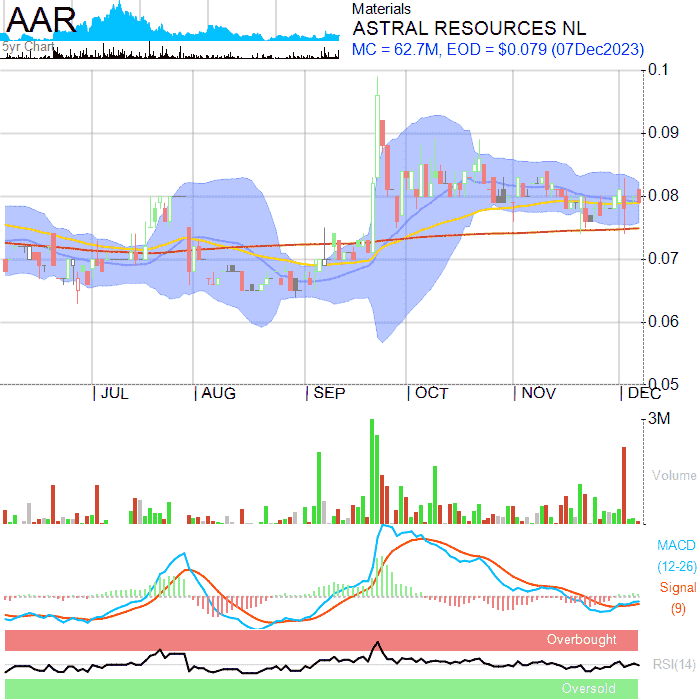 AAR
5yr Chart
Materials
ASTRAL RESOURCES NL
MC = 62.7M, EOD = $0.079 (07Dec2023)
0.1
0.09
0.08
0.07
0.06
0.05
JUL AUG SEP OCT NOV DEC
3M
Volume
MACD
(12-26)
Signal
(9)
Overbought
RSI(14)
Oversold